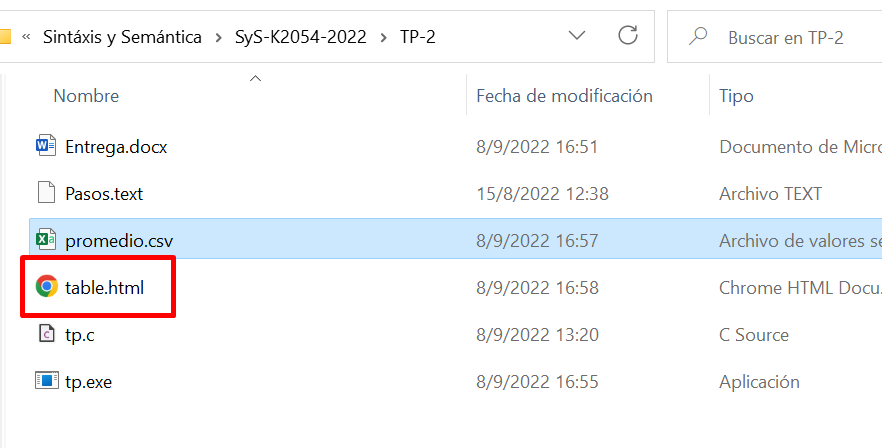 « Sintáxis y Semántica > SyS-K2054-2022 > TP-2 Buscar en TP-2
Nombre Fecha de modificación Tipo
Entrega.docx 8/9/2022 16:51 Documento de Micro
Pasos.text 15/8/2022 12:38 Archivo TEXT
promedio.csv 8/9/2022 16:57 Archivo de valores se
table.html 8/9/2022 16:58 Chrome HTML Docu.
tp.c 8/9/2022 13:20 C Source
tp.exe 8/9/2022 16:55 Aplicación